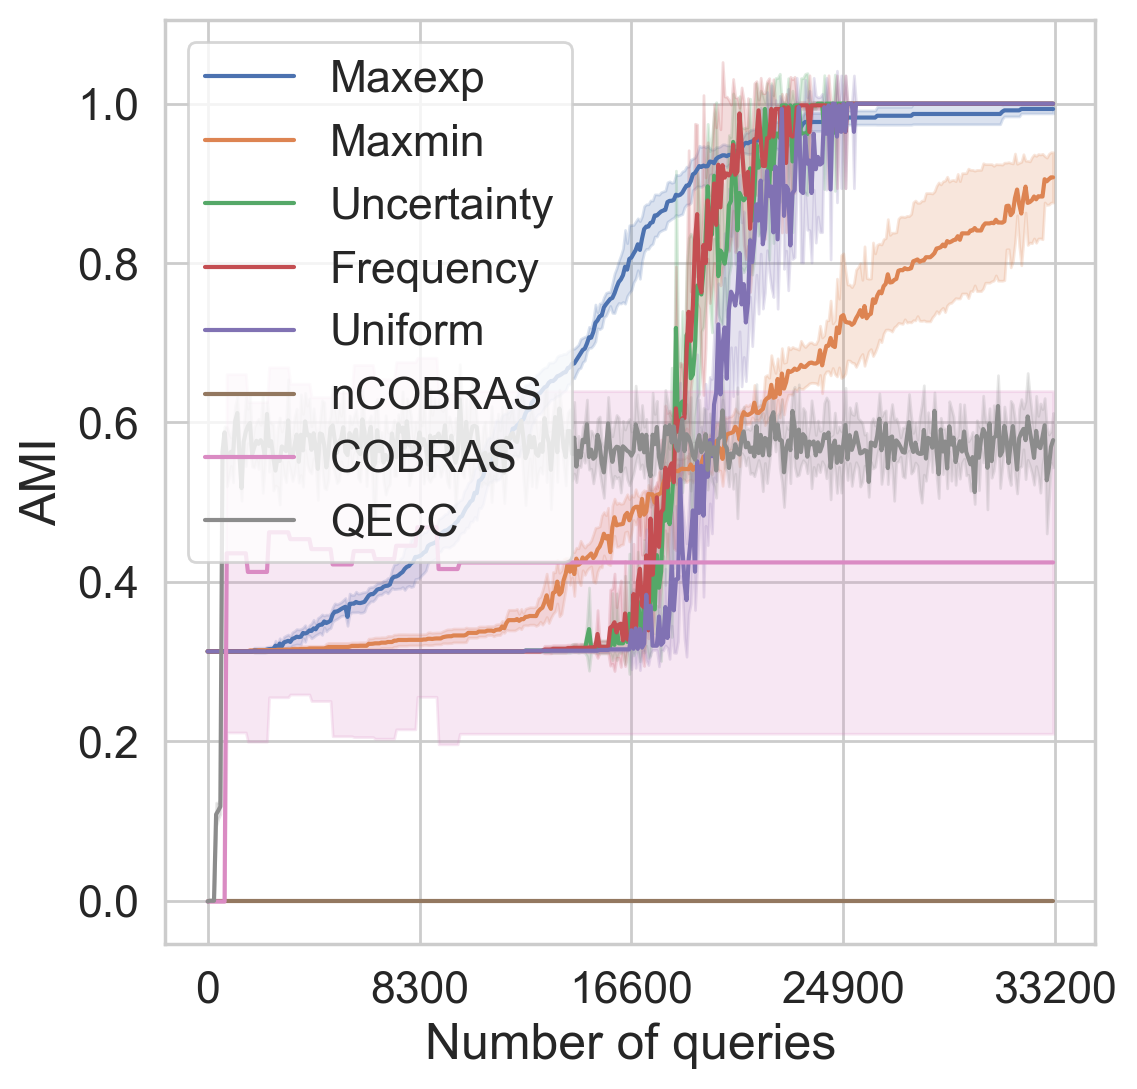 Maxexp
Maxmin
Uncertainty
Frequency
Uniform
nCOBRAS
COBRAS
QECC
AMI
1.0
0.8
0.6
0.4
0.2
0.0
0 8300 16600 24900 33200
Number of queries